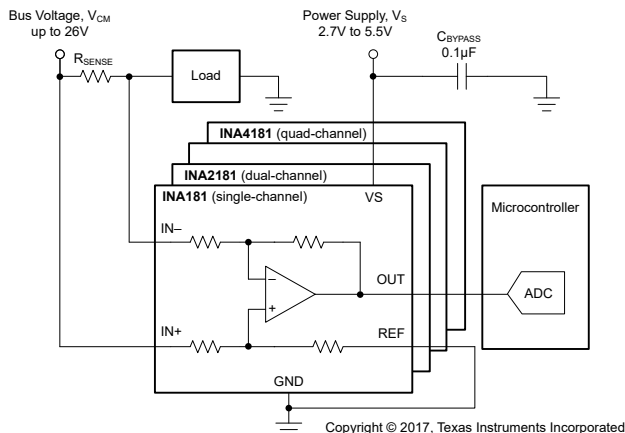 Bus Voltage, VCM
up to 26V
Power Supply, VS
2.7V to 5.5V
CBYPASS
0.1µF
RSENSE
Load
INA4181 (quad-channel)
INA2181 (dual-channel)
INA181 (single-channel)
VS
Microcontroller
IN–
–
OUT
ADC
+
IN+
REF
GND
Copyright © 2017, Texas Instruments Incorporated